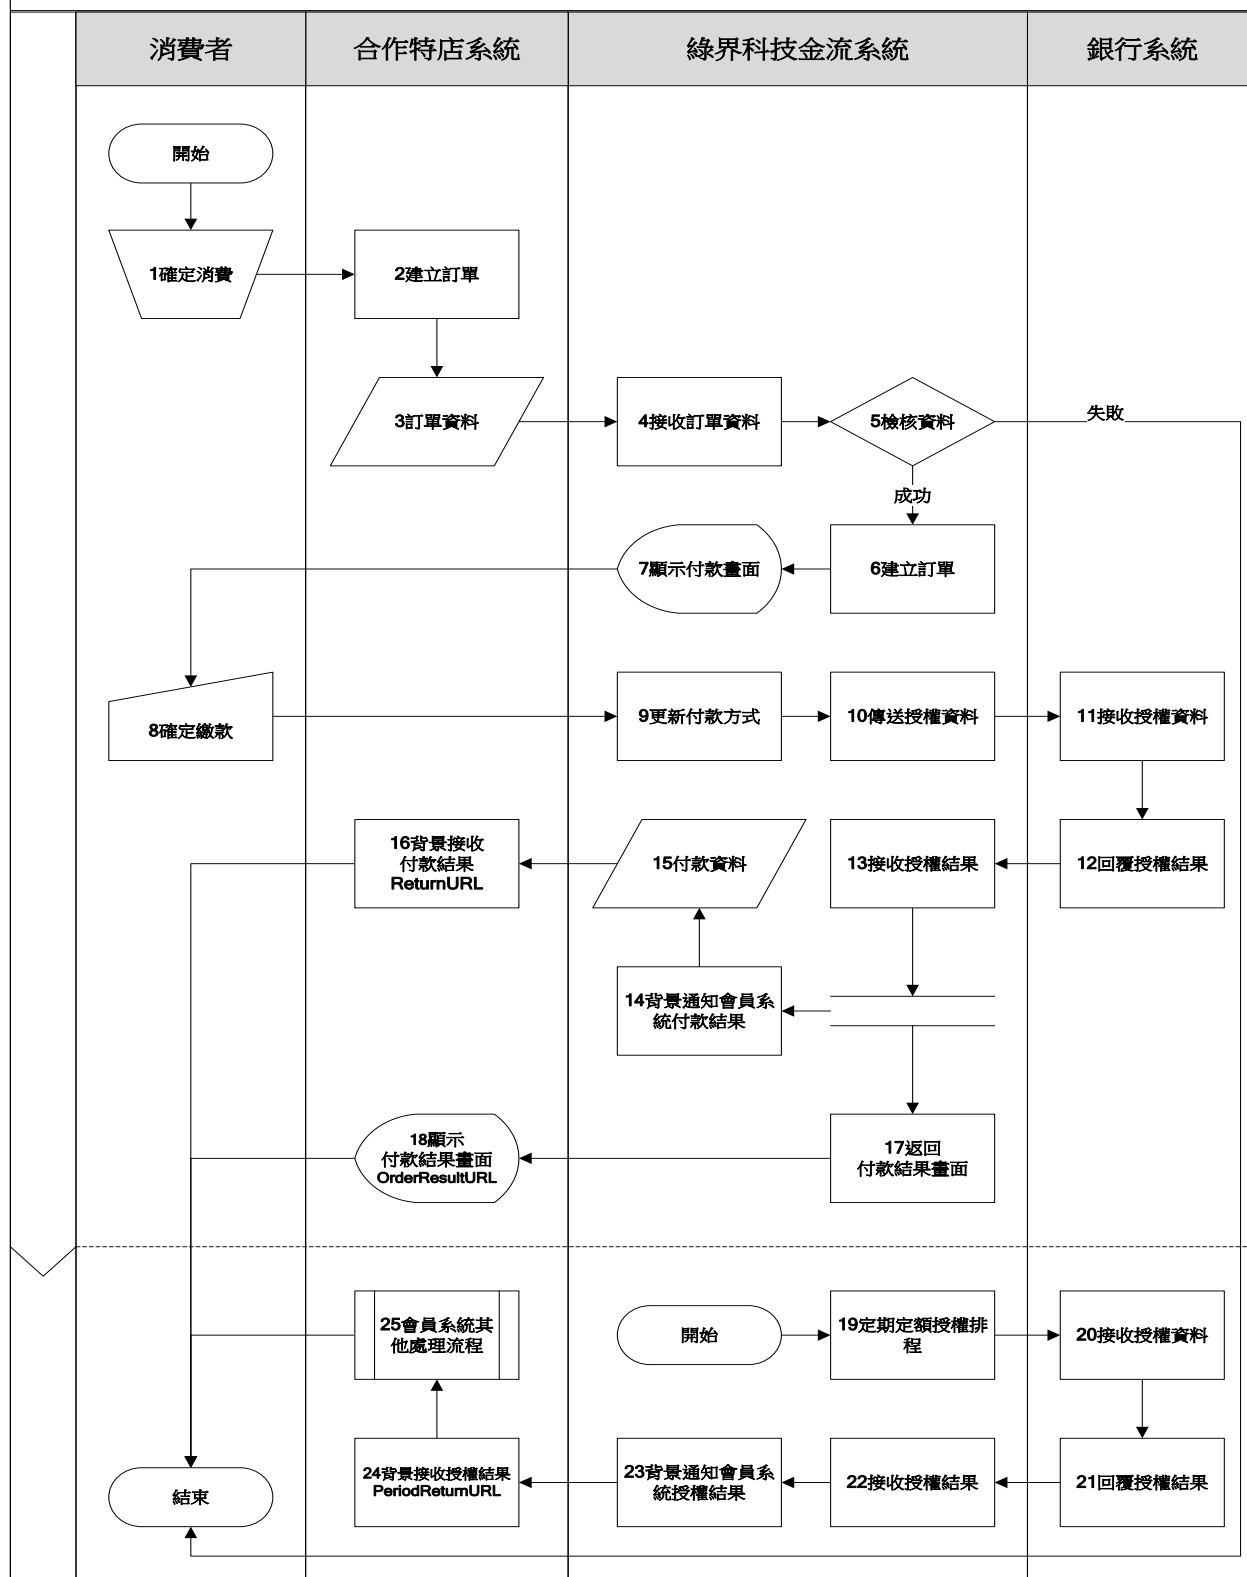 消費者
合作特店系統
綠界科技金流系統
銀行系統
開始
1確定消費
2建立訂單
3訂單資料
4接收訂單資料
5檢核資料
失敗
成功
7顯示付款畫面
6建立訂單
8確定繳款
9更新付款方式
10傳送授權資料
11接收授權資料
16背景接收
付款結果
ReturnURL
15付款資料
13接收授權結果
12回覆授權結果
14背景通知會員系
統付款結果
18顯示
付款結果畫面
OrderResultURL
17返回
付款結果畫面
25會員系統其
他處理流程
開始
19定期定額授權排
程
20接收授權資料
結束
24背景接收授權結果
PeriodReturnURL
23背景通知會員系
統授權結果
22接收授權結果
21回覆授權結果